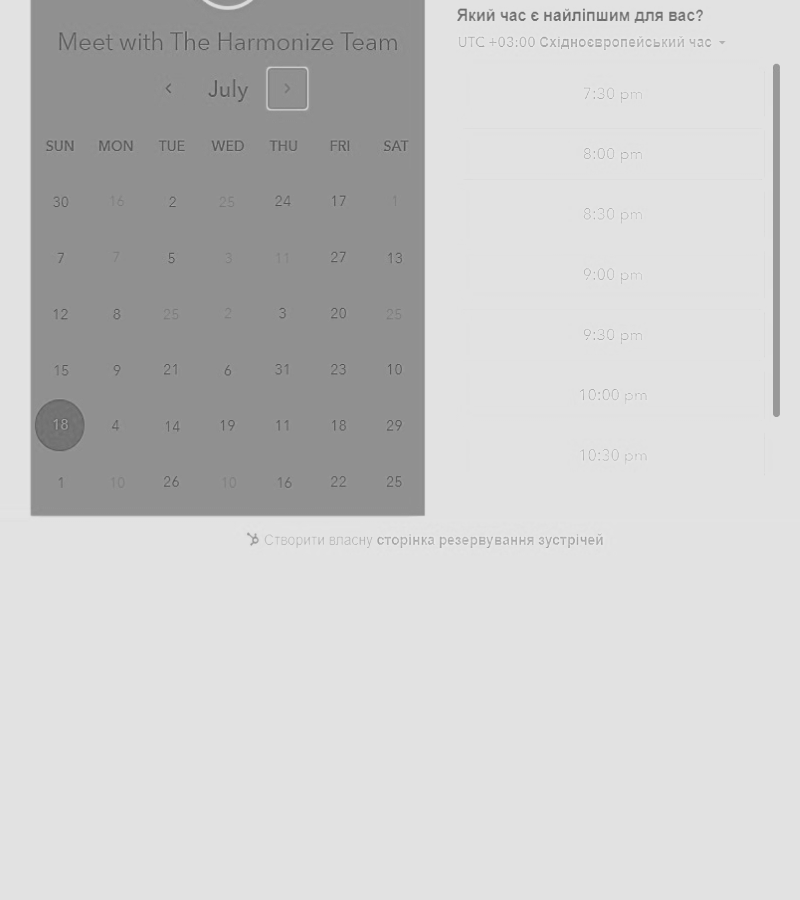 Meet with The Harmonize Team
July
SUN MON TUE WED THU FRI SAT
30 16 2 25 24 17 1
7 7 5 3 11 27 13
12 8 25 2 3 20 25
15 9 21 6 31 23 10
18 4 14 19 11 18 29
1 10 26 10 16 22 25
Який час є найліпшим для вас?
UTC +03:00 Східноєвропейський час
7:30 pm
8:00 pm
8:30 pm
9:00 pm
9:30 pm
10:00 pm
10:30 pm
Створити власну сторінка резервування зустрічей